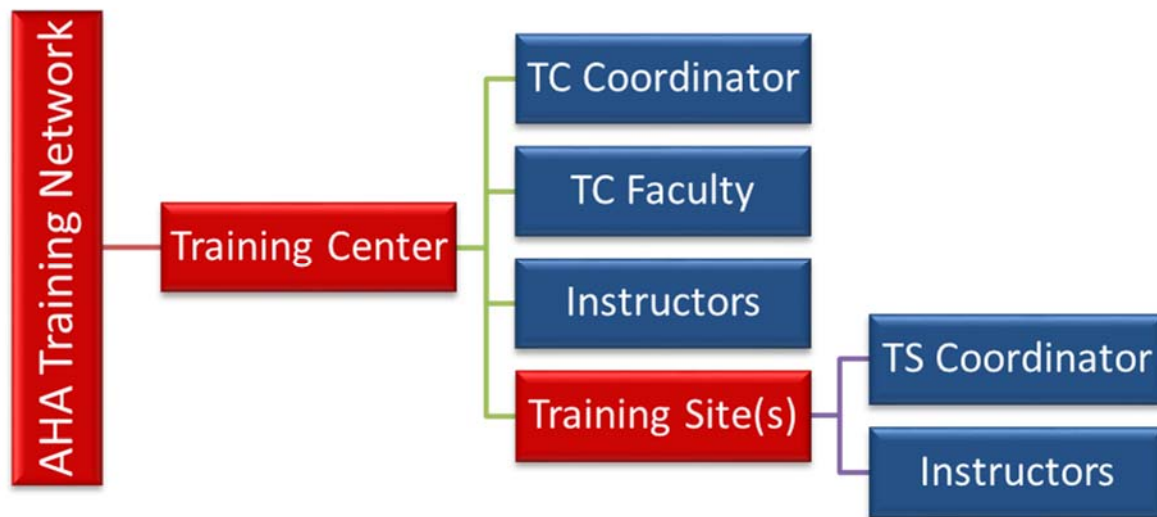 AHA Training Network
Training Center
TC Coordinator
TC Faculty
Instructors
Training Site(s)
TS Coordinator
Instructors